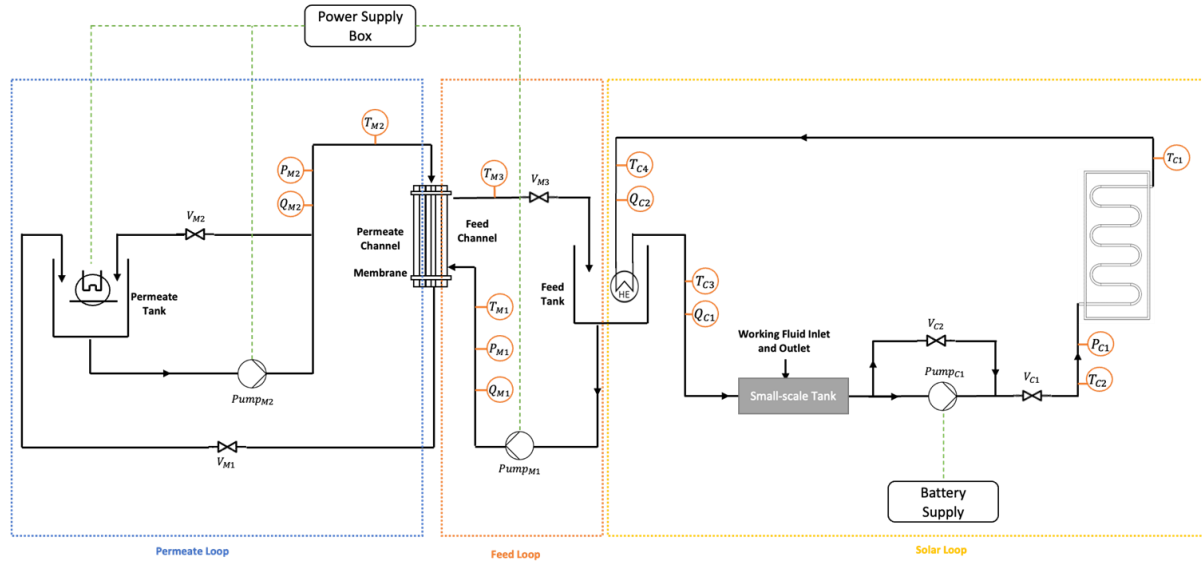 Power Supply
Box
T_M2
P_M2
Q_M2
V_M2
T_M3
V_M3
T_C4
Q_C2
T_C1
Permeate
Channel
Feed
Channel
Membrane
Permeate
Tank
Feed
Tank
HE
T_C3
Q_C1
T_M1
P_M1
Q_M1
Working Fluid Inlet
and Outlet
Small-scale Tank
V_C2
Pump_C1
V_C1
P_C1
T_C2
Pump_M2
V_M1
Pump_M1
Battery
Supply
Permeate Loop
Feed Loop
Solar Loop